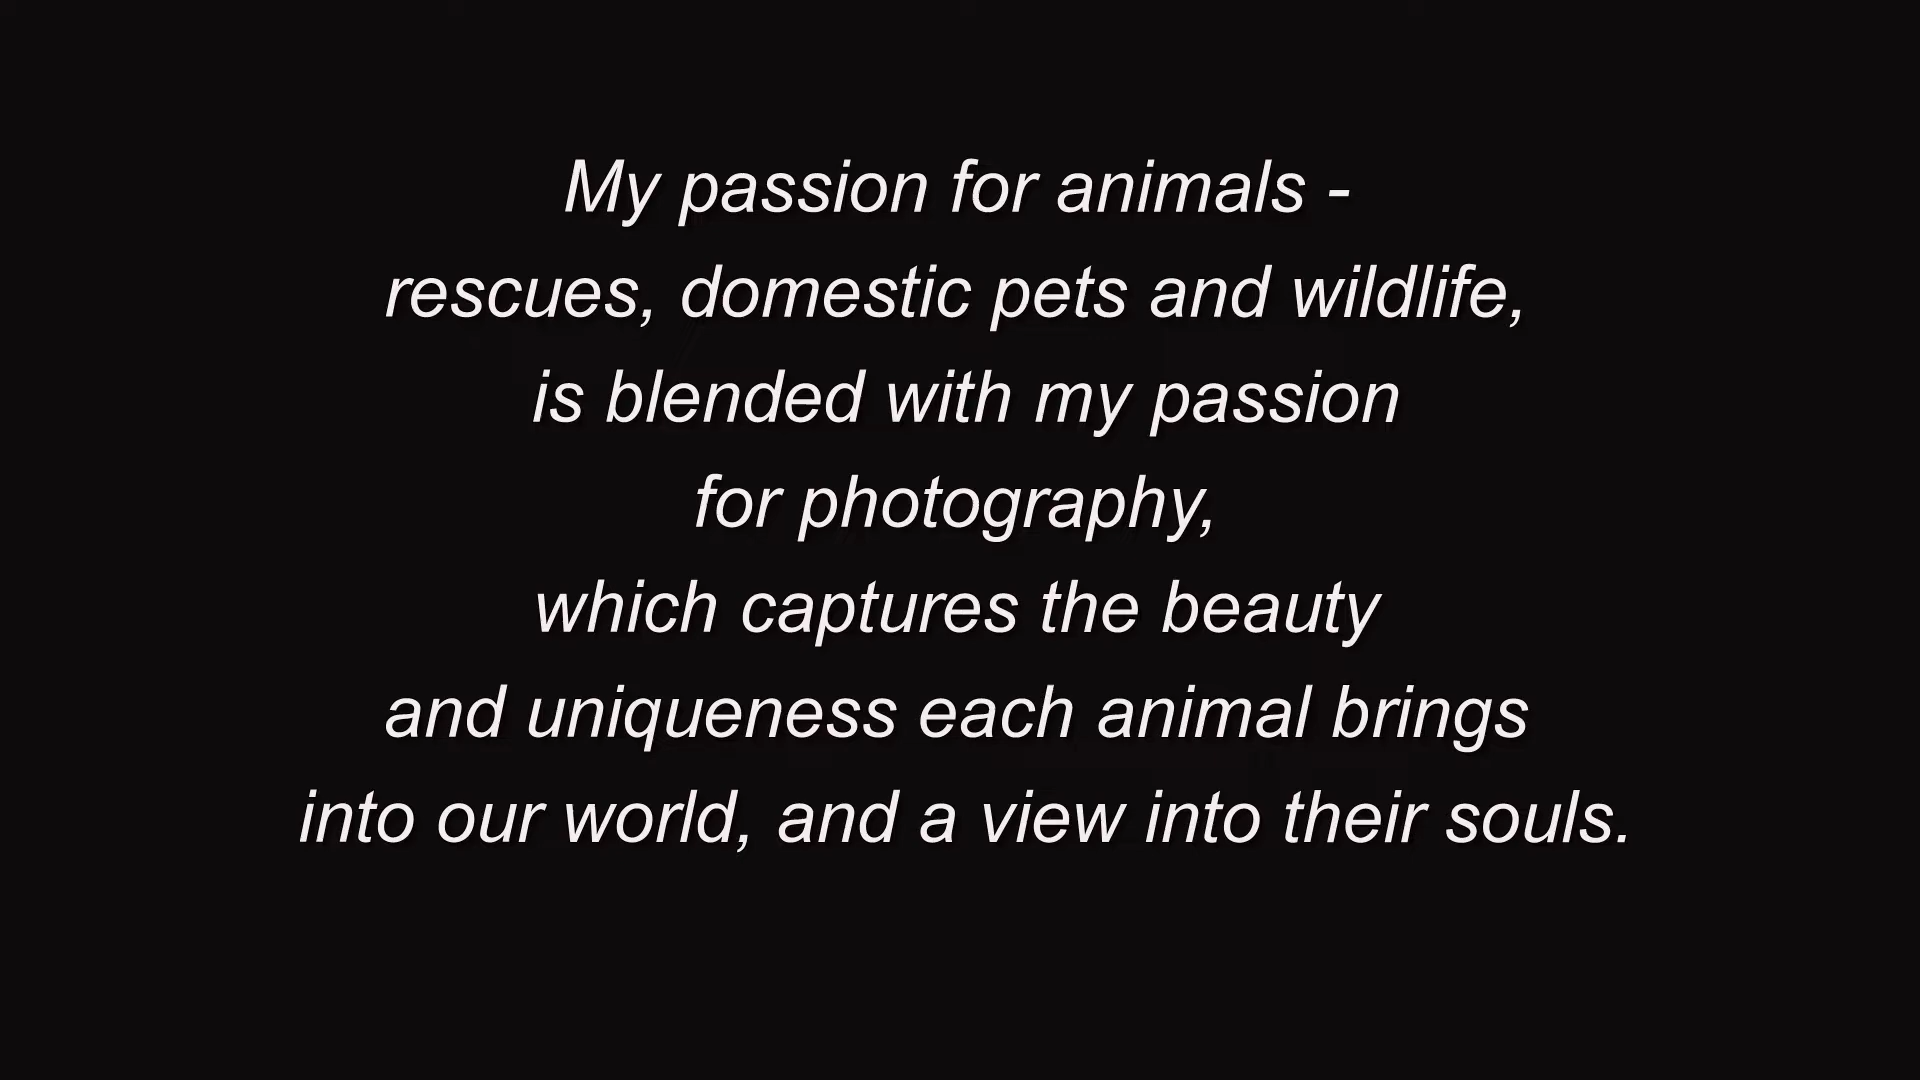 My passion for animals -
rescues, domestic pets and wildlife,
is blended with my passion
for photography,
which captures the beauty
and uniqueness each animal brings
into our world, and a view into their souls.